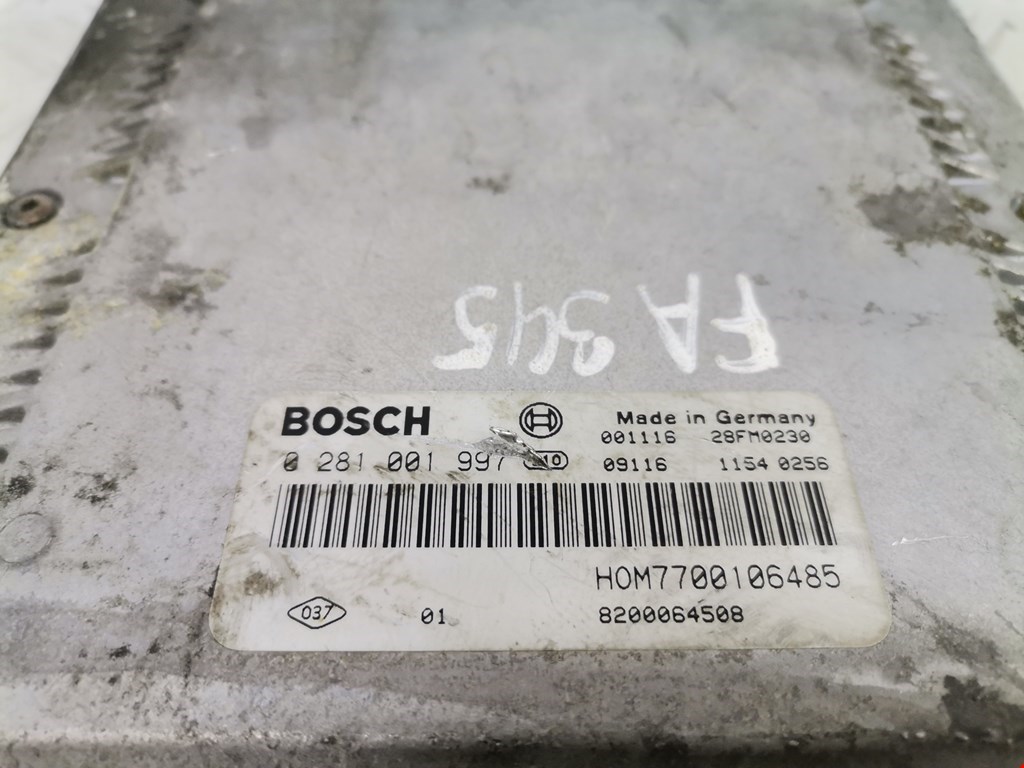 FA 345
BOSCH
Made in Germany
001116 28FM0230
0 281 001 997 10
09116 1154 0256
HOM7700106485
037 01 8200064508